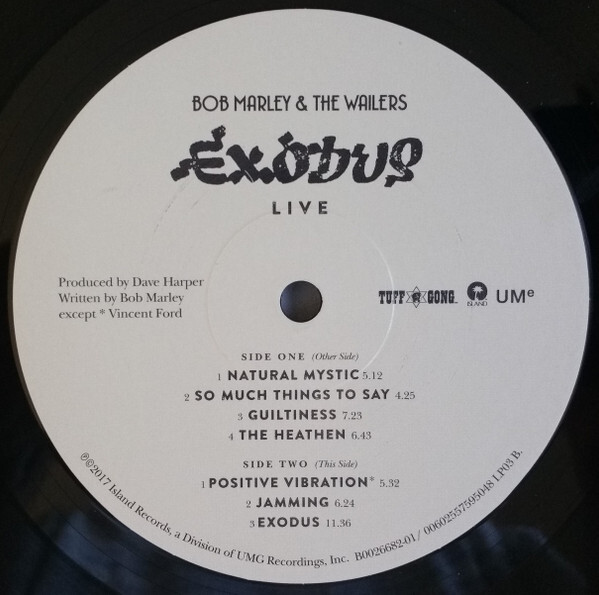 BOB MARLEY & THE WAILERS
EXODUS
LIVE
Produced by Dave Harper
Written by Bob Marley
except * Vincent Ford
TUFF GONG ISLAND UMe
SIDE ONE (Other Side)
1 NATURAL MYSTIC 5.12
2 SO MUCH THINGS TO SAY 4.25
3 GUILTINESS 7.23
4 THE HEATHEN 6.43
SIDE TWO (This Side)
1 POSITIVE VIBRATION* 5.32
2 JAMMING 6.24
3 EXODUS 11.36
℗©2017 Island Records, a Division of UMG Recordings, Inc. B0026682-01/ 00602557595048 LP03 B.